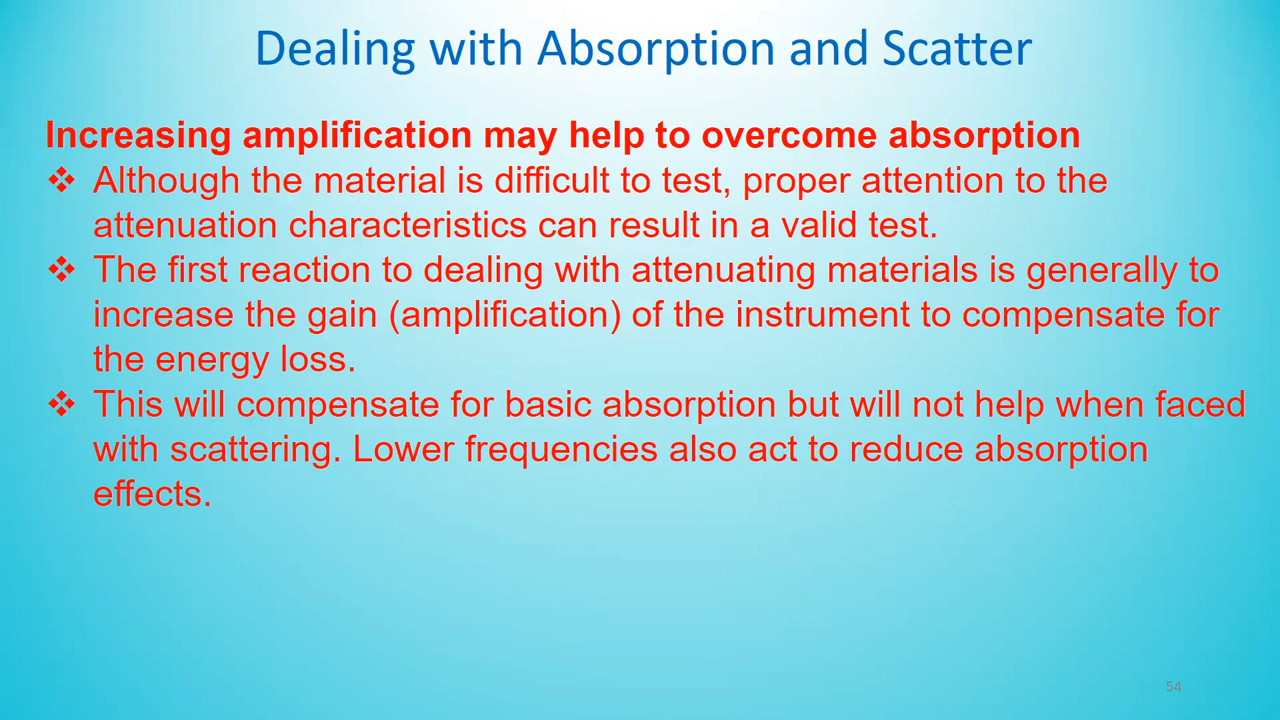 Dealing with Absorption and Scatter
Increasing amplification may help to overcome absorption
❖ Although the material is difficult to test, proper attention to the
attenuation characteristics can result in a valid test.
❖ The first reaction to dealing with attenuating materials is generally to
increase the gain (amplification) of the instrument to compensate for
the energy loss.
❖ This will compensate for basic absorption but will not help when faced
with scattering. Lower frequencies also act to reduce absorption
effects.
54